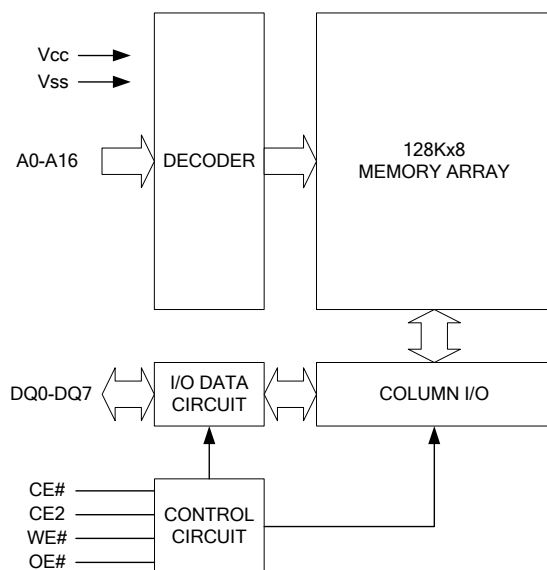 Vcc
Vss
A0-A16
DECODER
128Kx8
MEMORY ARRAY
DQ0-DQ7
I/O DATA
CIRCUIT
COLUMN I/O
CE#
CE2
WE#
OE#
CONTROL
CIRCUIT